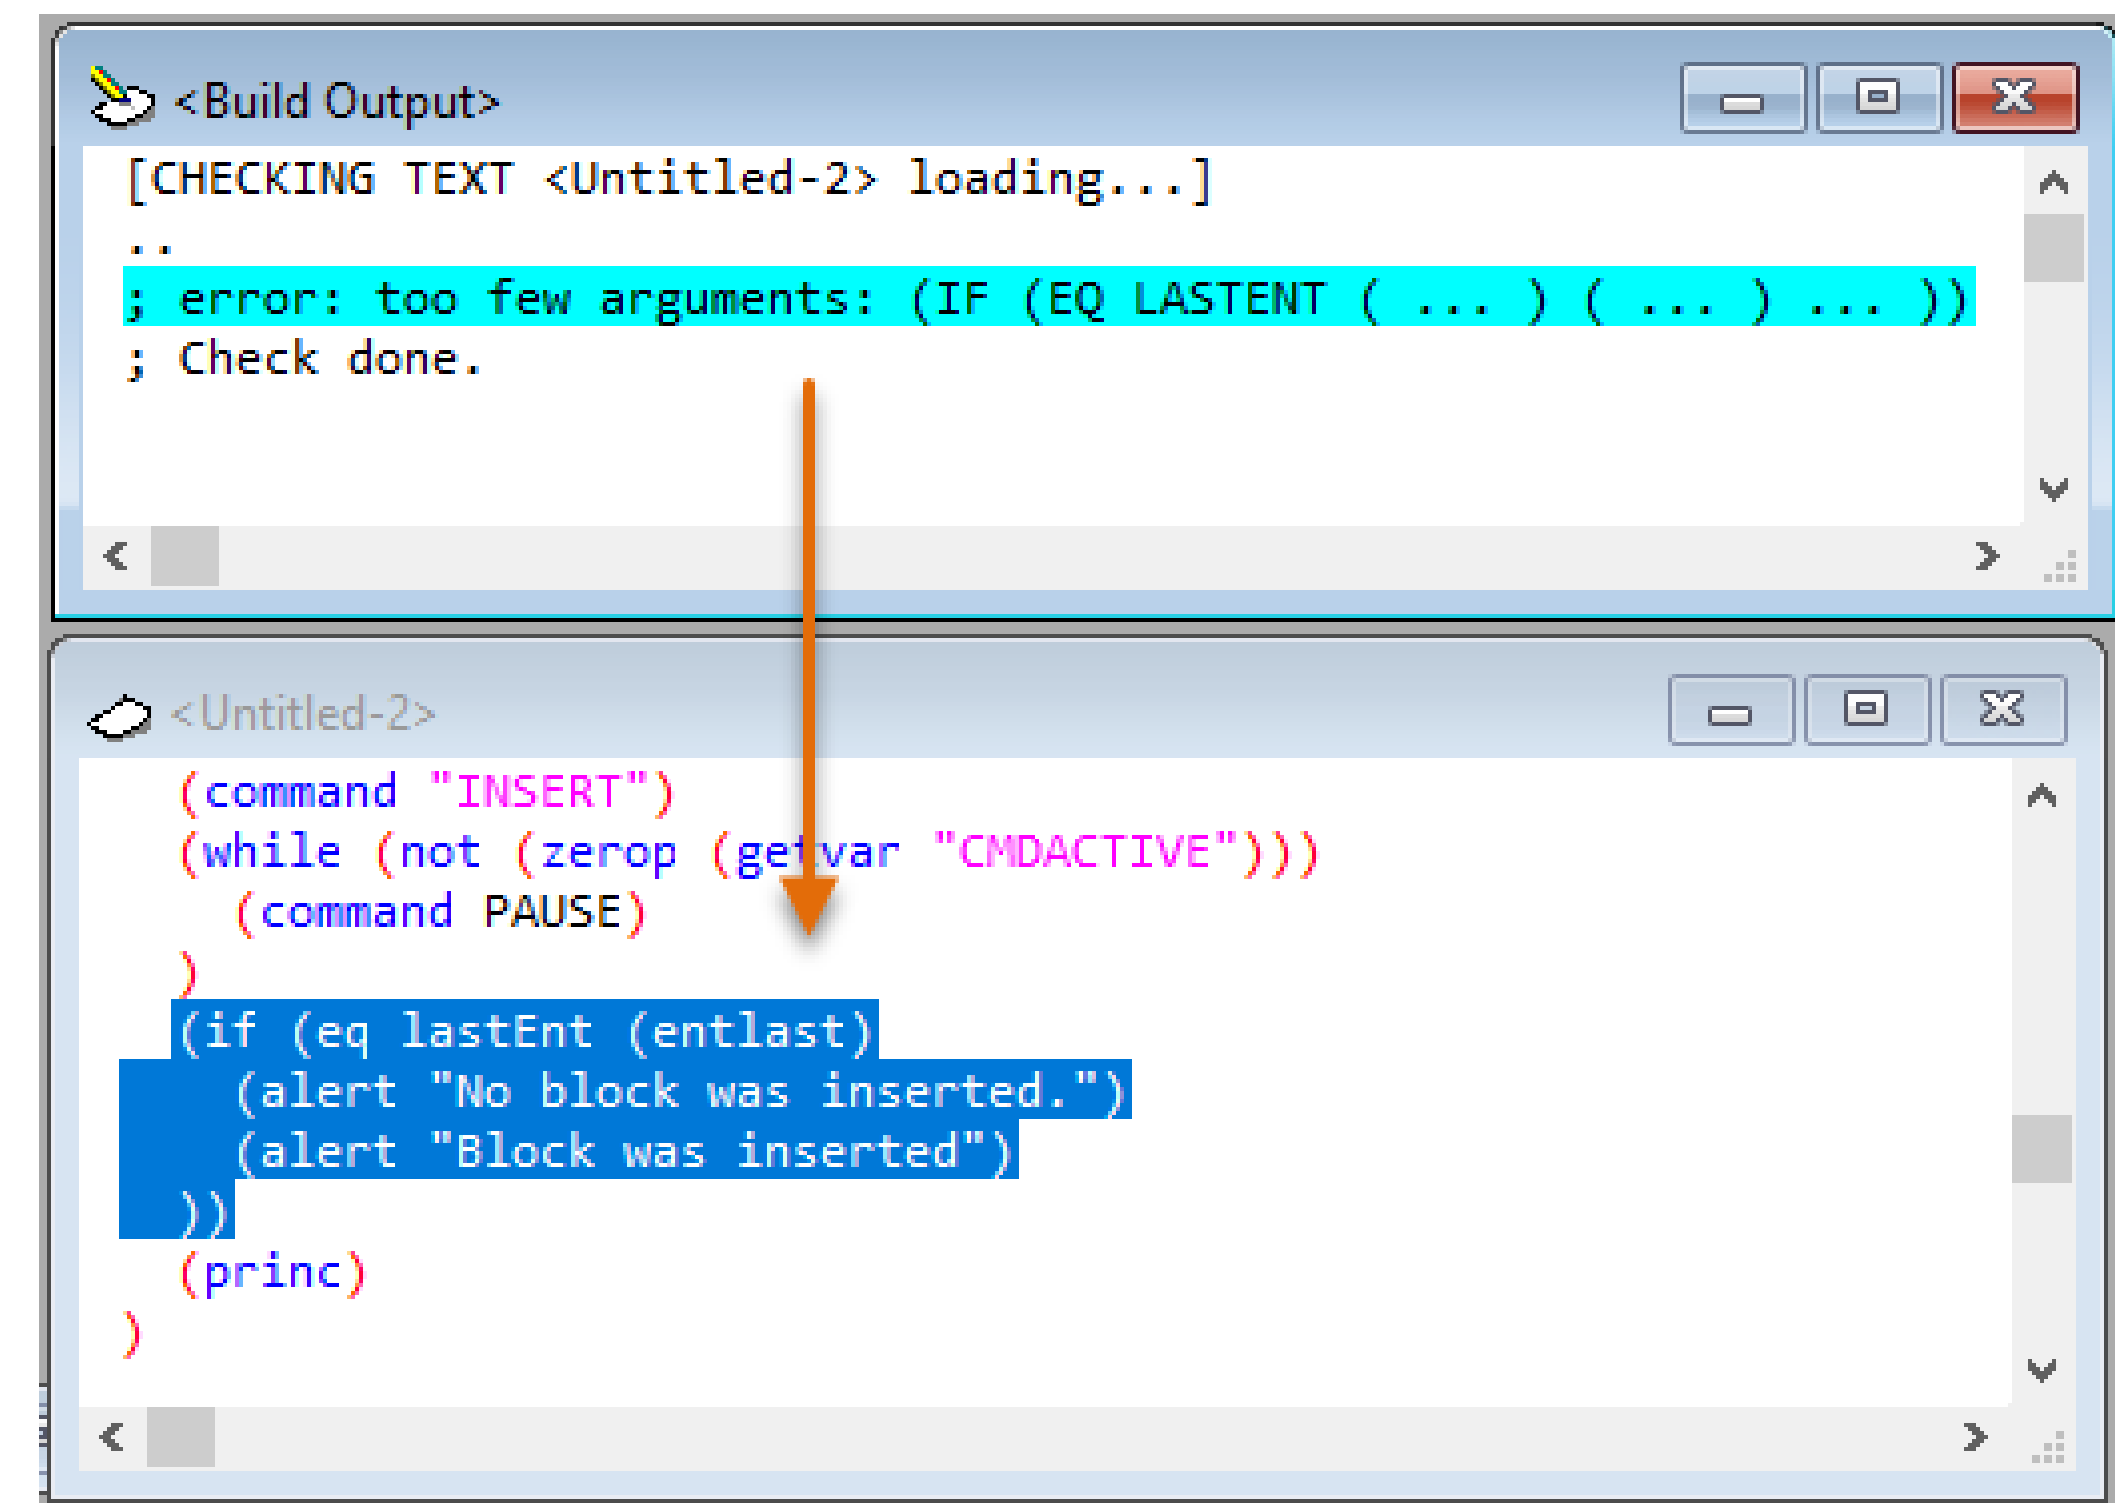 <Build Output>
[CHECKING TEXT <Untitled-2> loading...]
..
; error: too few arguments: (IF (EQ LASTENT ( ... ) ( ... ) ... ))
; Check done.
<Untitled-2>
(command "INSERT")
(while (not (zerop (getvar "CMDACTIVE")))
(command PAUSE)
)
(if (eq lastEnt (entlast)
(alert "No block was inserted.")
(alert "Block was inserted")
))
(princ)
)